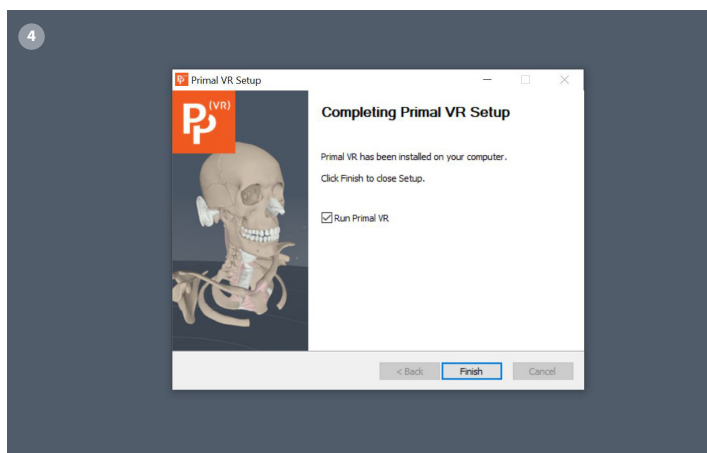 4
Primal VR Setup
Pp (VR)
Completing Primal VR Setup
Primal VR has been installed on your computer.
Click Finish to close Setup.
Run Primal VR
< Back
Finish
Cancel